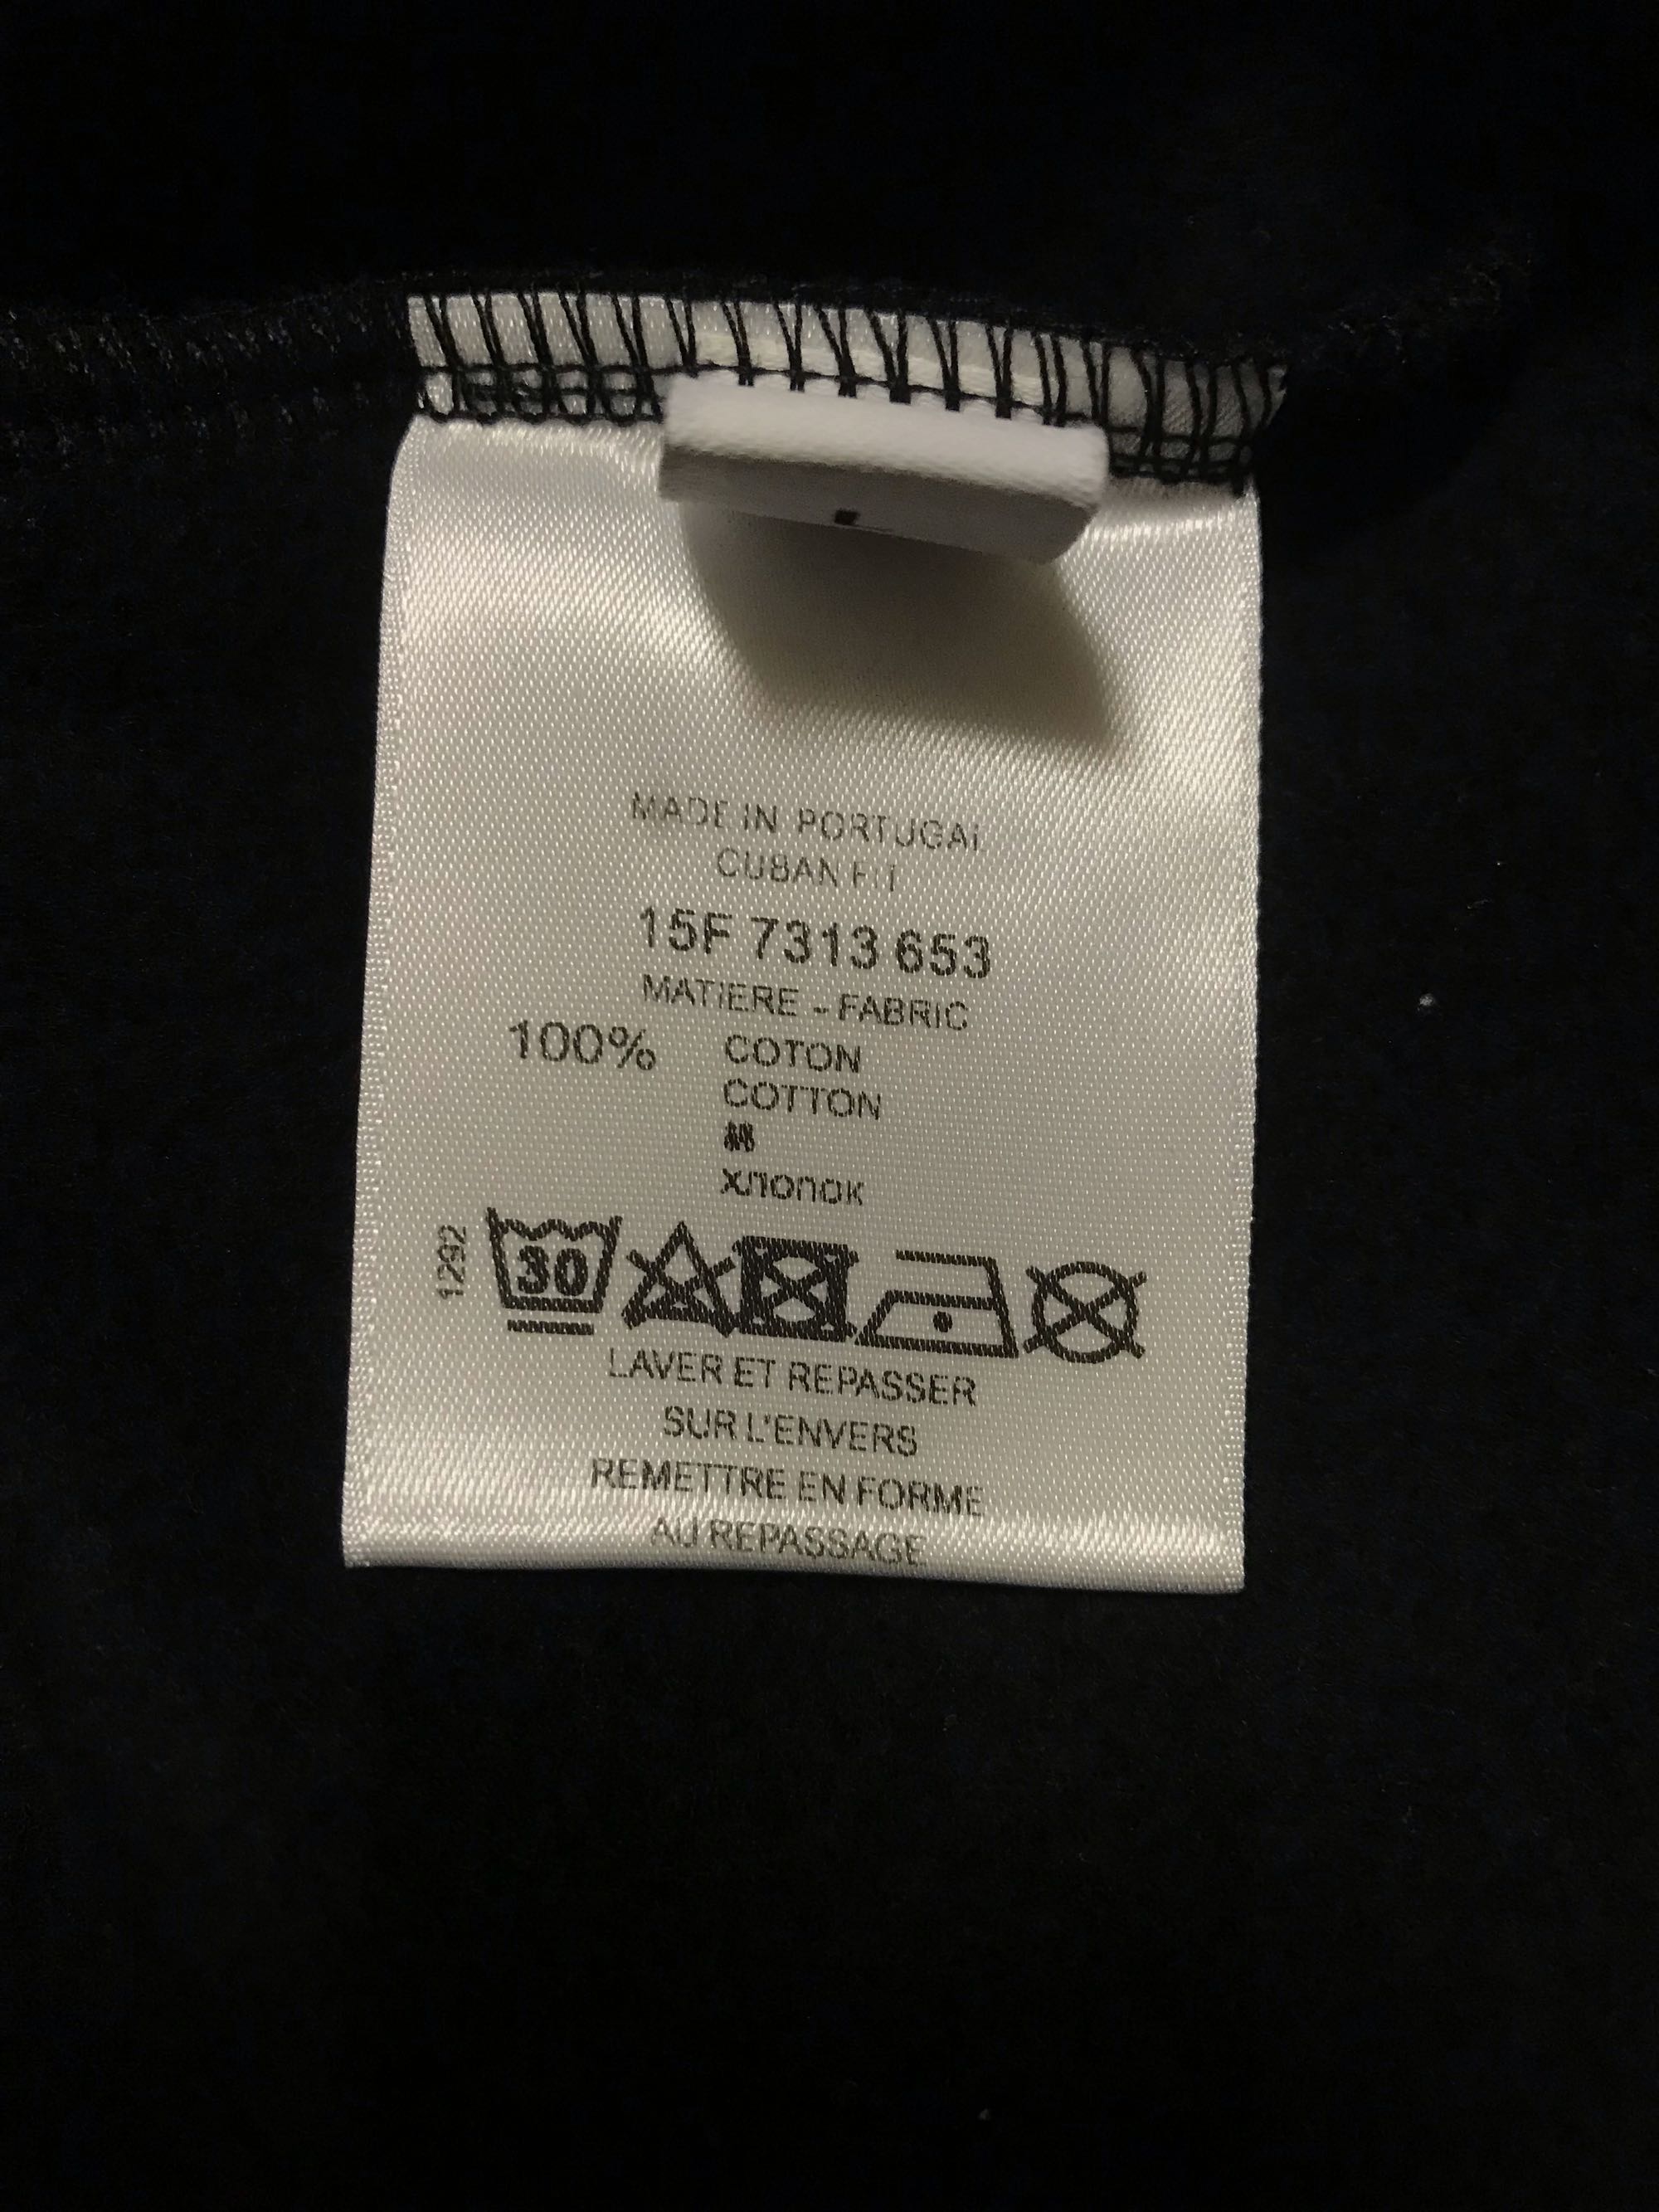 MADE IN PORTUGAL
CUBAN FIT
15F 7313 653
MATIERE - FABRIC
100% COTON
COTTON
хлопок
1292
30
LAVER ET REPASSER
SUR L'ENVERS
REMETTRE EN FORME
AU REPASSAGE